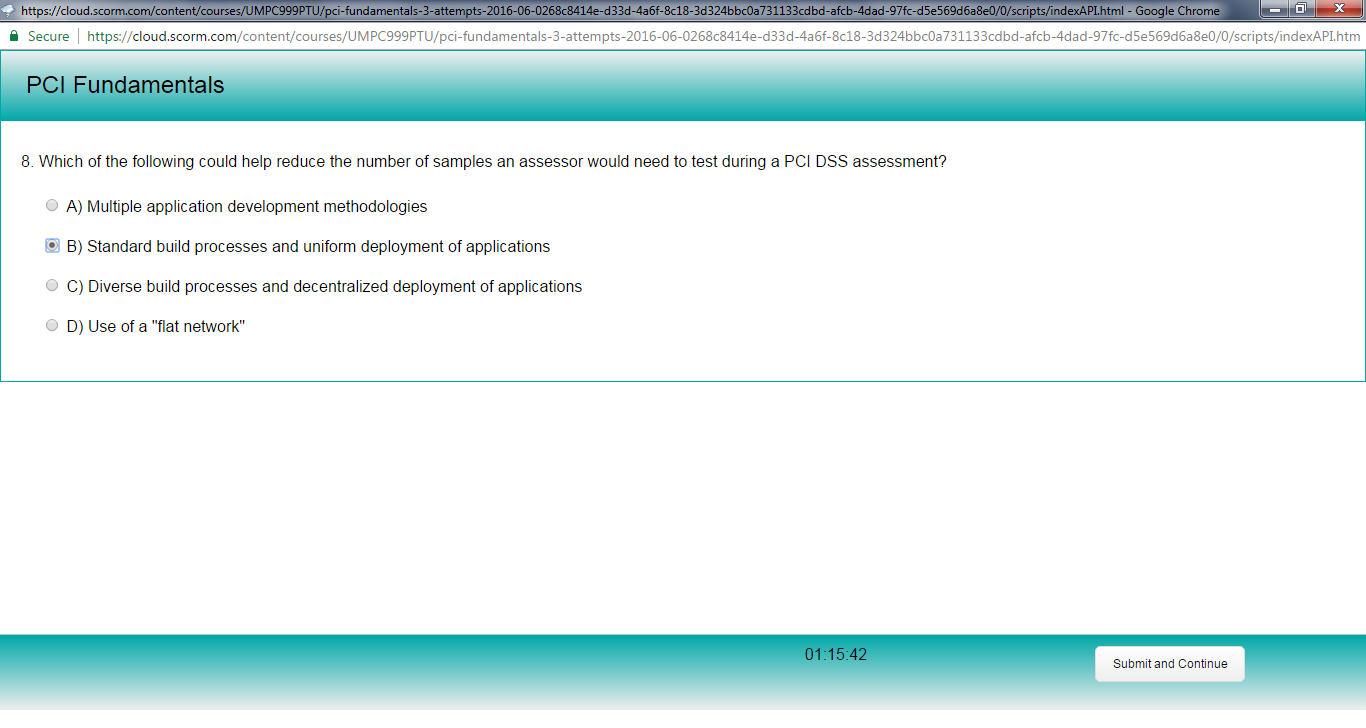 https://cloud.scorm.com/content/courses/UMPC999PTU/pci-fundamentals-3-attempts-2016-06-0268c8414e-d33d-4a6f-8c18-3d324bbc0a731133cdbd-afcb-4dad-97fc-d5e569d6a8e0/0/scripts/indexAPI.html - Google Chrome
Secure https://cloud.scorm.com/content/courses/UMPC999PTU/pci-fundamentals-3-attempts-2016-06-0268c8414e-d33d-4a6f-8c18-3d324bbc0a731133cdbd-afcb-4dad-97fc-d5e569d6a8e0/0/scripts/indexAPI.htm
PCI Fundamentals
8. Which of the following could help reduce the number of samples an assessor would need to test during a PCI DSS assessment?
A) Multiple application development methodologies
B) Standard build processes and uniform deployment of applications
C) Diverse build processes and decentralized deployment of applications
D) Use of a "flat network"
01:15:42
Submit and Continue